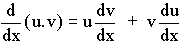 d/dx (u.v) = u dv/dx + v du/dx